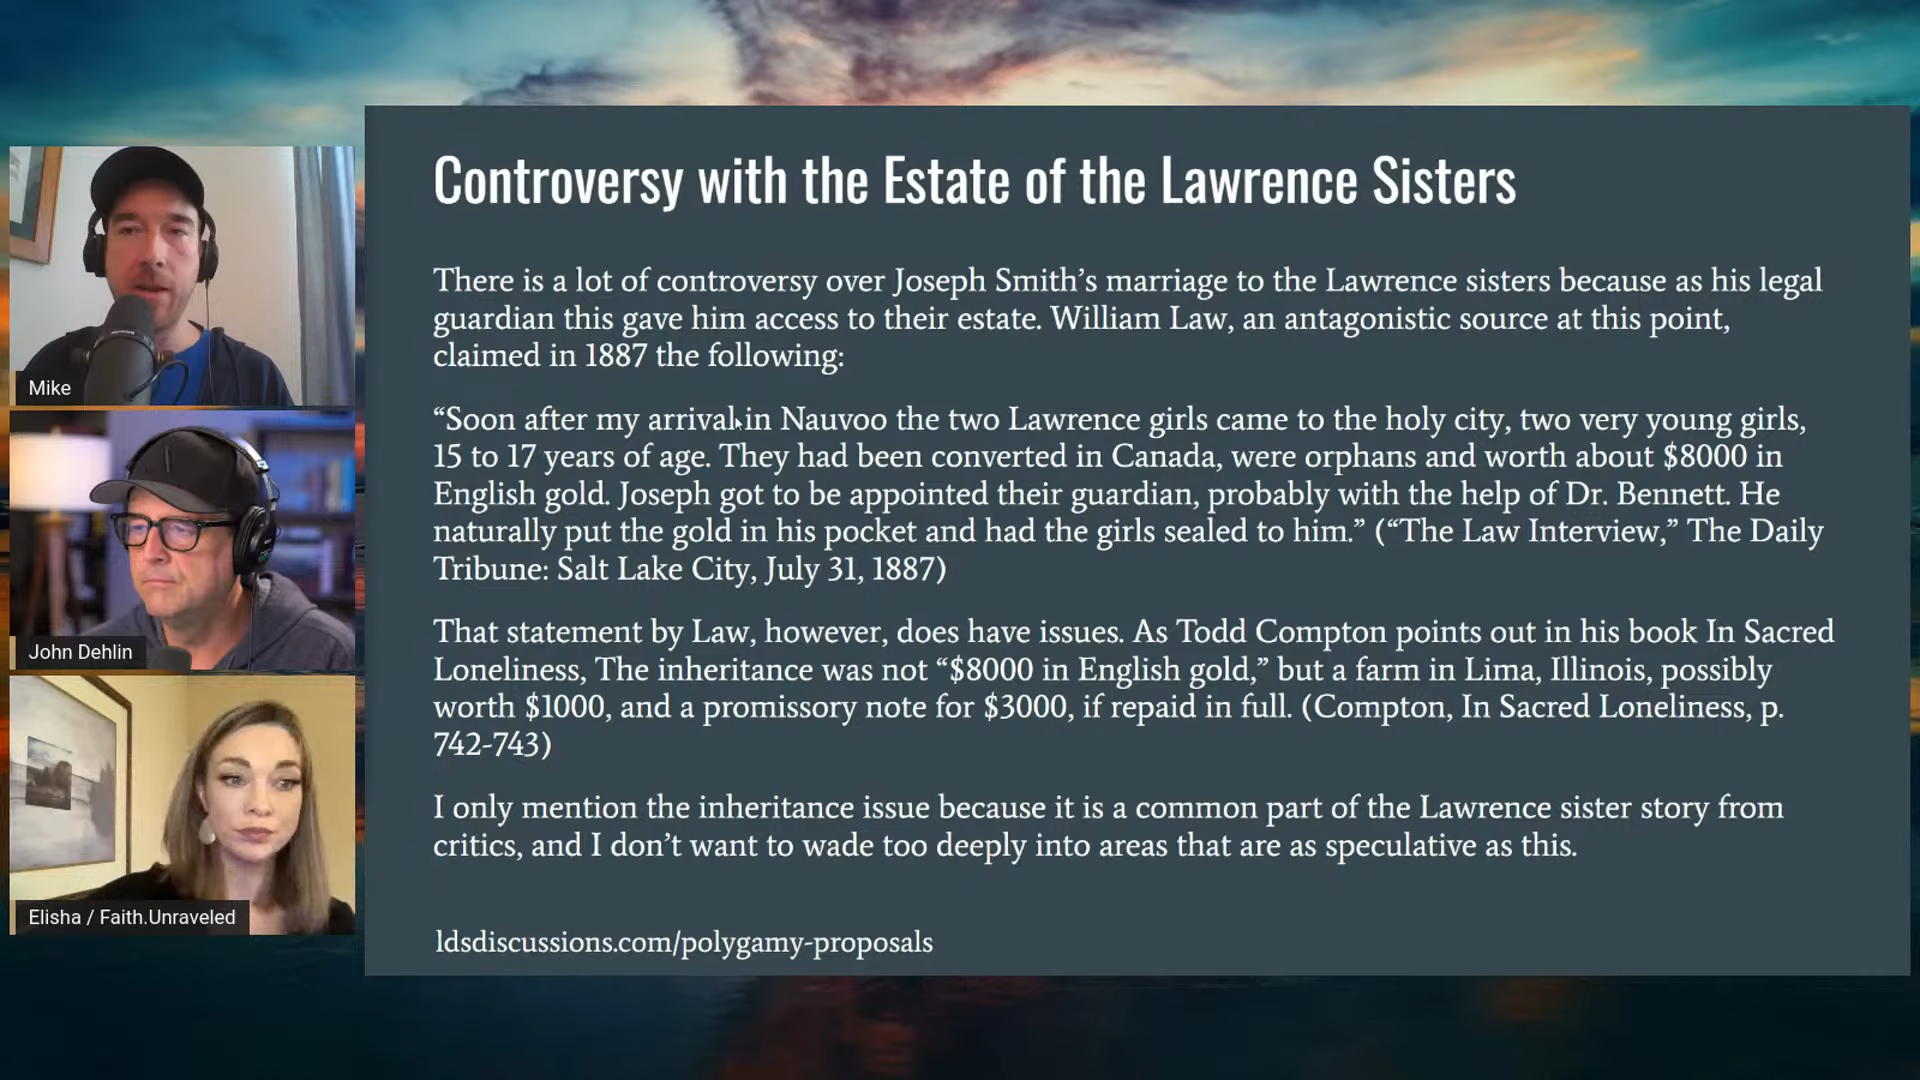 Controversy with the Estate of the Lawrence Sisters
There is a lot of controversy over Joseph Smith’s marriage to the Lawrence sisters because as his legal
guardian this gave him access to their estate. William Law, an antagonistic source at this point,
claimed in 1887 the following:
“Soon after my arrival in Nauvoo the two Lawrence girls came to the holy city, two very young girls,
15 to 17 years of age. They had been converted in Canada, were orphans and worth about $8000 in
English gold. Joseph got to be appointed their guardian, probably with the help of Dr. Bennett. He
naturally put the gold in his pocket and had the girls sealed to him.” (“The Law Interview,” The Daily
Tribune: Salt Lake City, July 31, 1887)
That statement by Law, however, does have issues. As Todd Compton points out in his book In Sacred
Loneliness, The inheritance was not “$8000 in English gold,” but a farm in Lima, Illinois, possibly
worth $1000, and a promissory note for $3000, if repaid in full. (Compton, In Sacred Loneliness, p.
742-743)
I only mention the inheritance issue because it is a common part of the Lawrence sister story from
critics, and I don’t want to wade too deeply into areas that are as speculative as this.
ldsdiscussions.com/polygamy-proposals
Mike
John Dehlin
Elisha / Faith.Unraveled